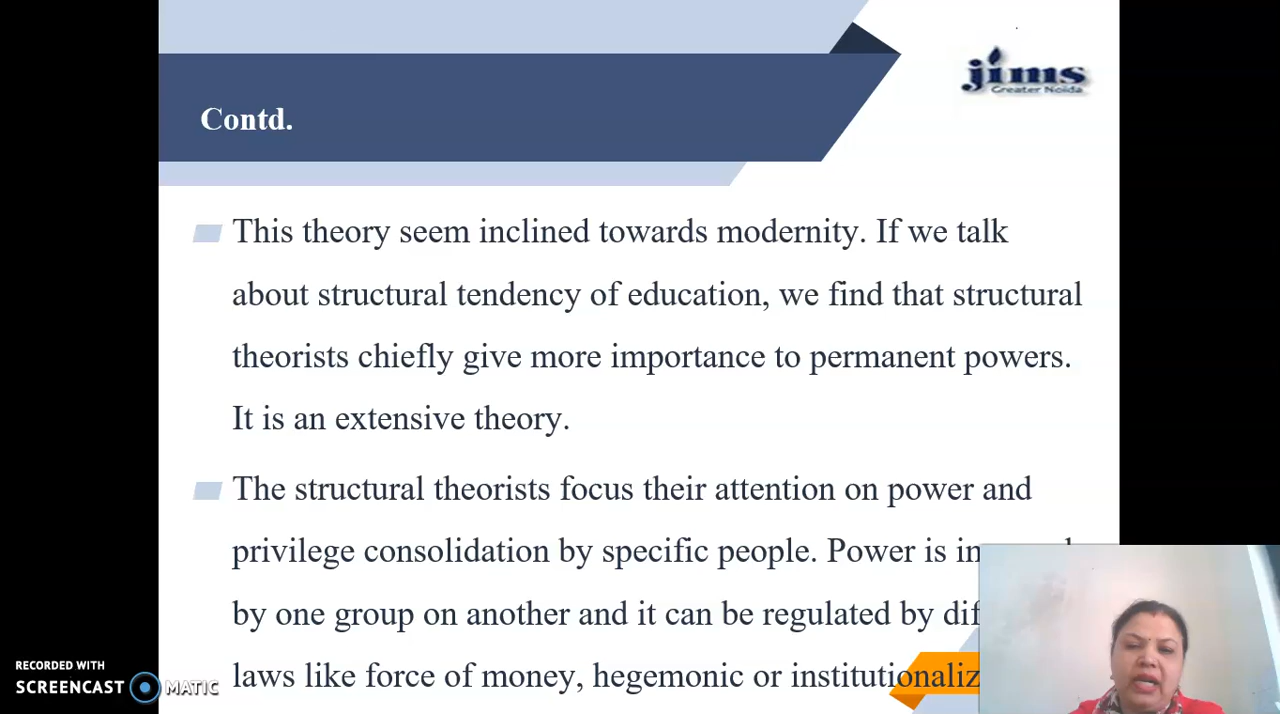 jims
Greater Noida
Contd.
This theory seem inclined towards modernity. If we talk
about structural tendency of education, we find that structural
theorists chiefly give more importance to permanent powers.
It is an extensive theory.
The structural theorists focus their attention on power and
privilege consolidation by specific people. Power is
by one group on another and it can be regulated by
laws like force of money, hegemonic or
RECORDED WITH
SCREENCAST MATIC